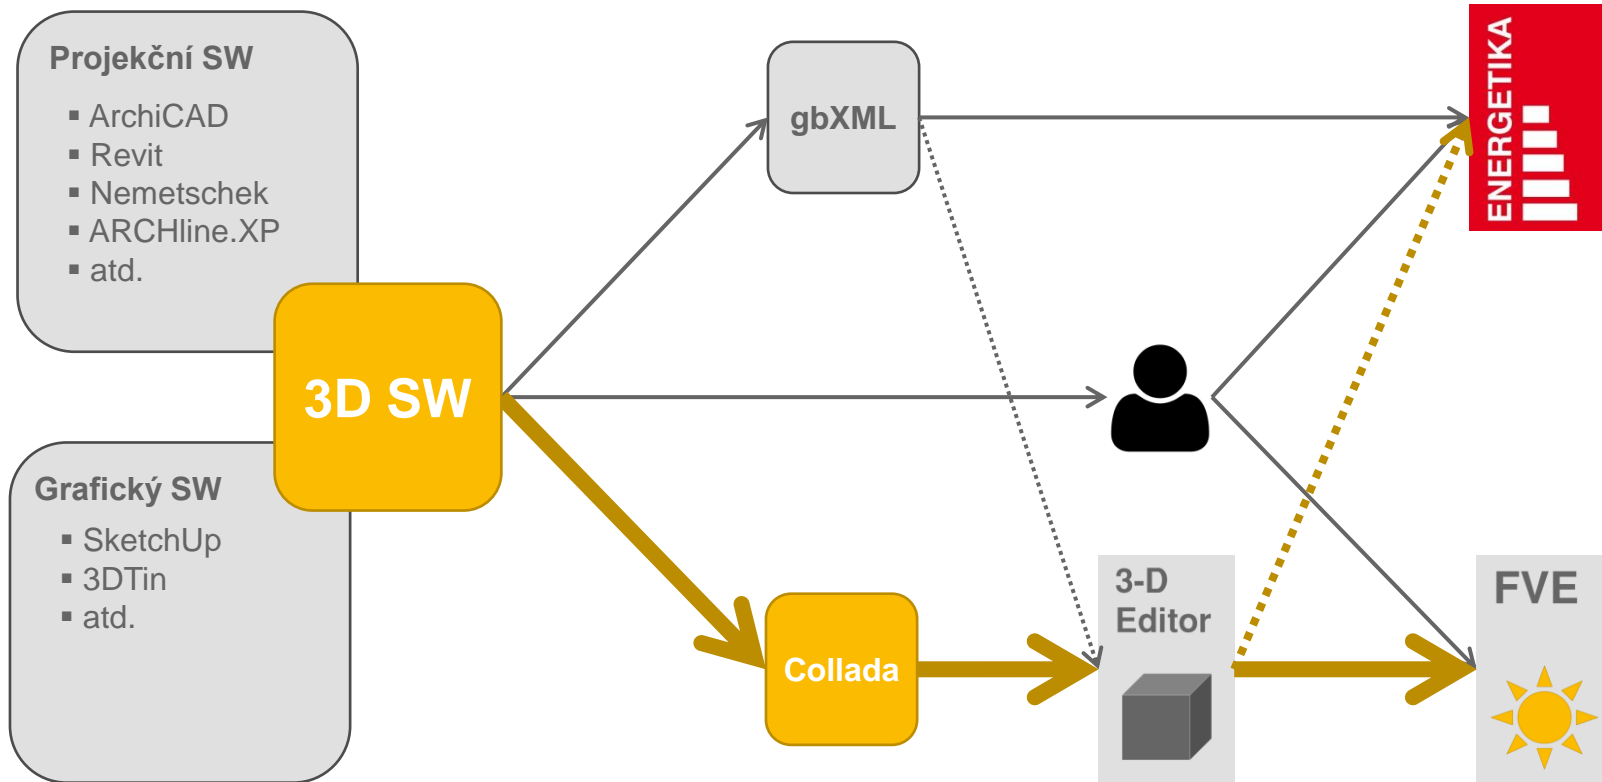 Projekční SW
▪ ArchiCAD
▪ Revit
▪ Nemetschek
▪ ARCHline.XP
▪ atd.
3D SW
Grafický SW
▪ SketchUp
▪ 3DTin
▪ atd.
gbXML
Collada
3-D
Editor
ENERGETIKA
FVE